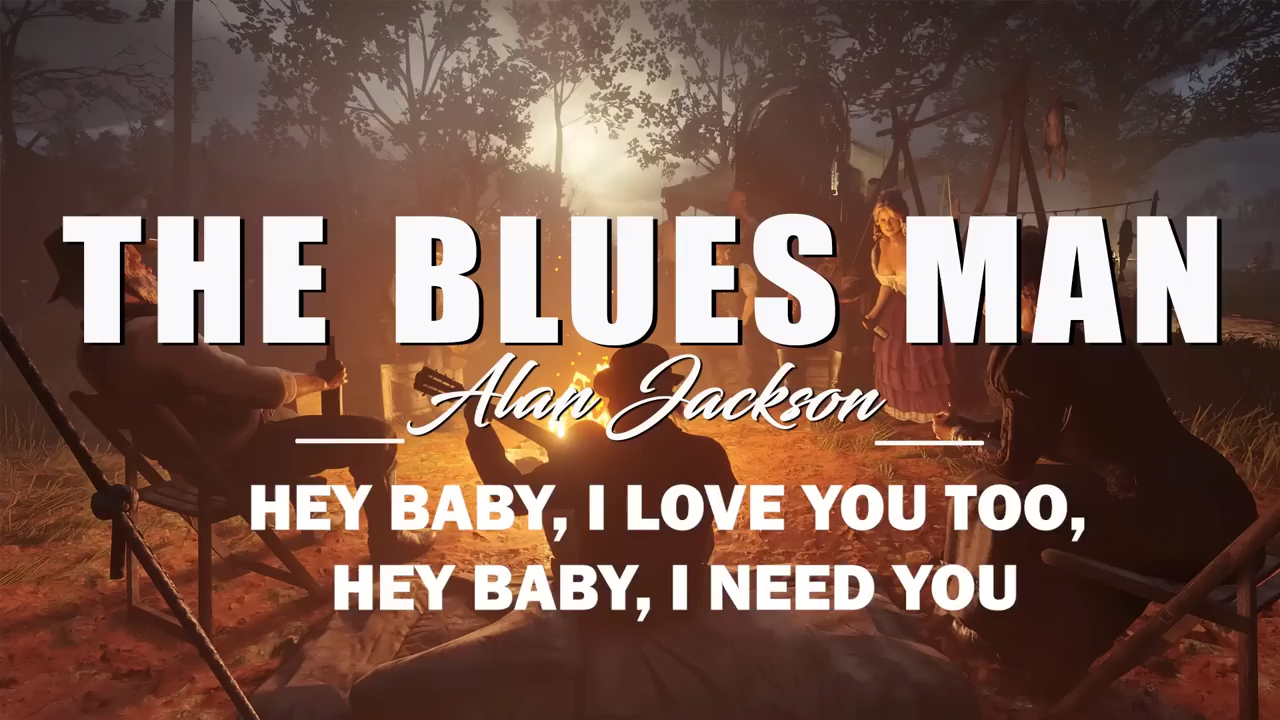 THE BLUES MAN
Alan Jackson
HEY BABY, I LOVE YOU TOO,
HEY BABY, I NEED YOU